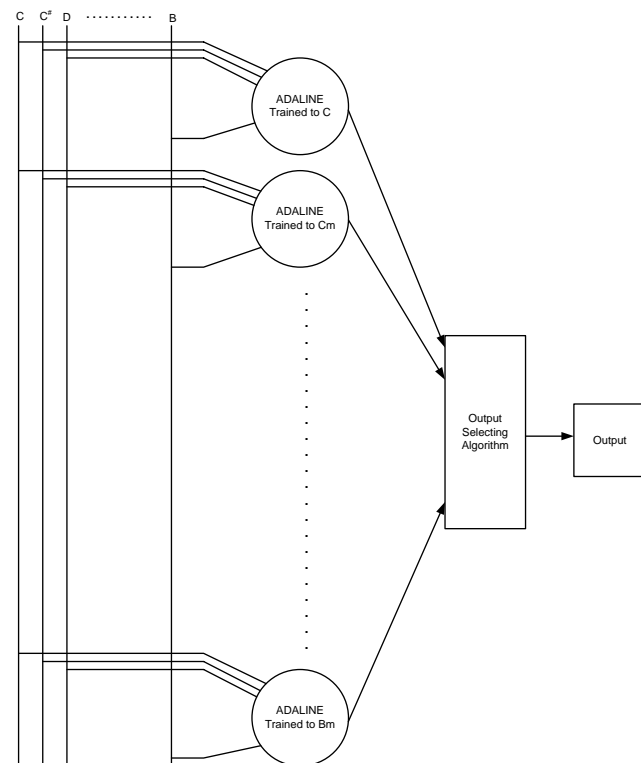 C C# D ........... B
ADALINE
Trained to C
ADALINE
Trained to Cm
Output
Selecting
Algorithm
Output
ADALINE
Trained to Bm